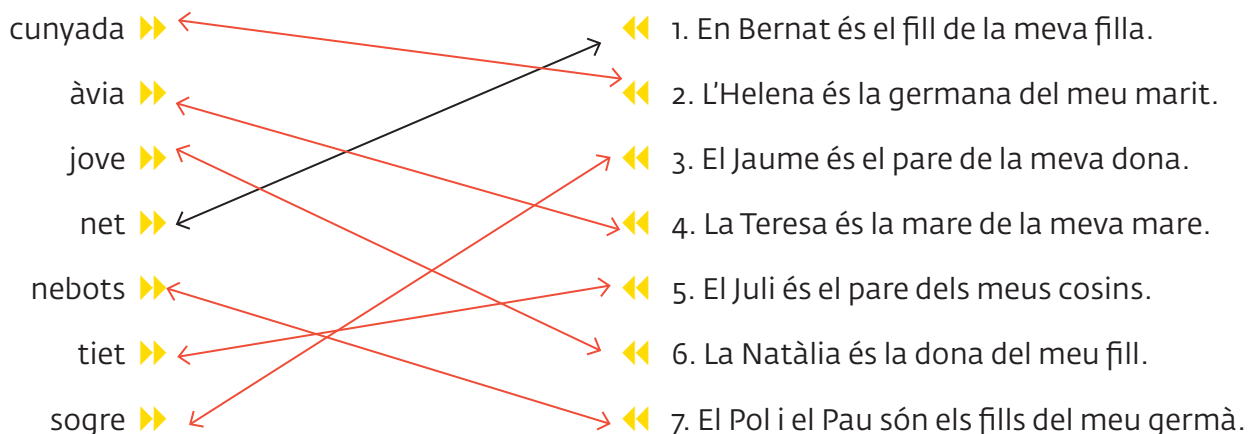 cunyada 1. En Bernat és el fill de la meva filla.
àvia 2. L'Helena és la germana del meu marit.
jove 3. El Jaume és el pare de la meva dona.
net 4. La Teresa és la mare de la meva mare.
nebots 5. El Juli és el pare dels meus cosins.
tiet 6. La Natàlia és la dona del meu fill.
sogre 7. El Pol i el Pau són els fills del meu germà.